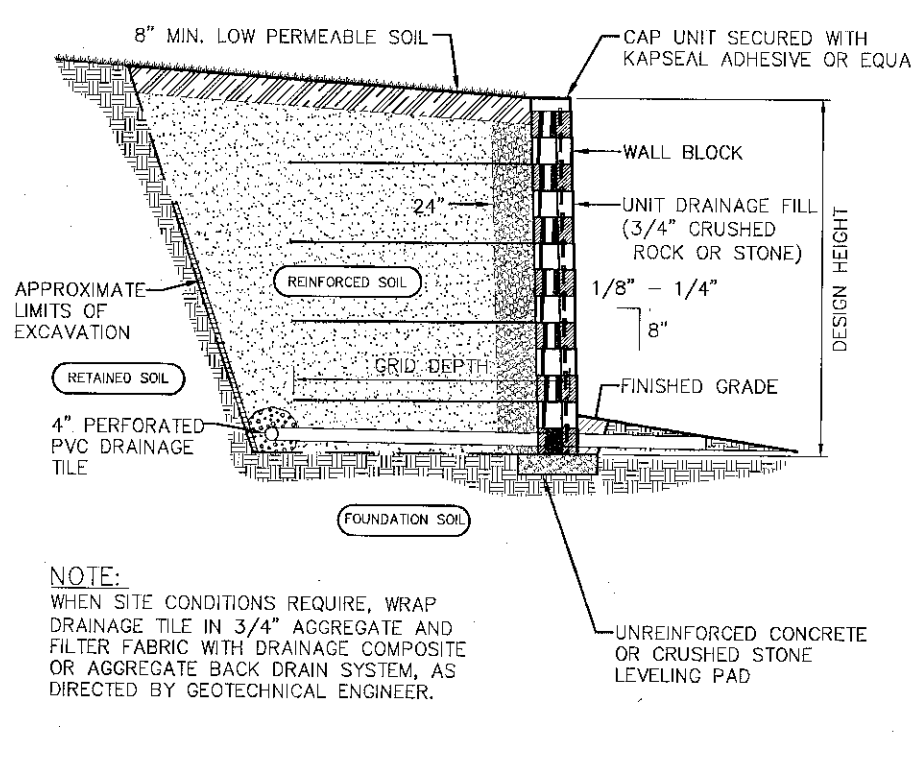 8" MIN. LOW PERMEABLE SOIL
CAP UNIT SECURED WITH
KAPSEAL ADHESIVE OR EQUA
WALL BLOCK
24"
UNIT DRAINAGE FILL
(3/4" CRUSHED
ROCK OR STONE)
DESIGN HEIGHT
REINFORCED SOIL
1/8" - 1/4"
8"
APPROXIMATE
LIMITS OF
EXCAVATION
GRID DEPTH
RETAINED SOIL
FINISHED GRADE
4" PERFORATED
PVC DRAINAGE
TILE
FOUNDATION SOIL
NOTE:
WHEN SITE CONDITIONS REQUIRE, WRAP
DRAINAGE TILE IN 3/4" AGGREGATE AND
FILTER FABRIC WITH DRAINAGE COMPOSITE
OR AGGREGATE BACK DRAIN SYSTEM, AS
DIRECTED BY GEOTECHNICAL ENGINEER.
UNREINFORCED CONCRETE
OR CRUSHED STONE
LEVELING PAD